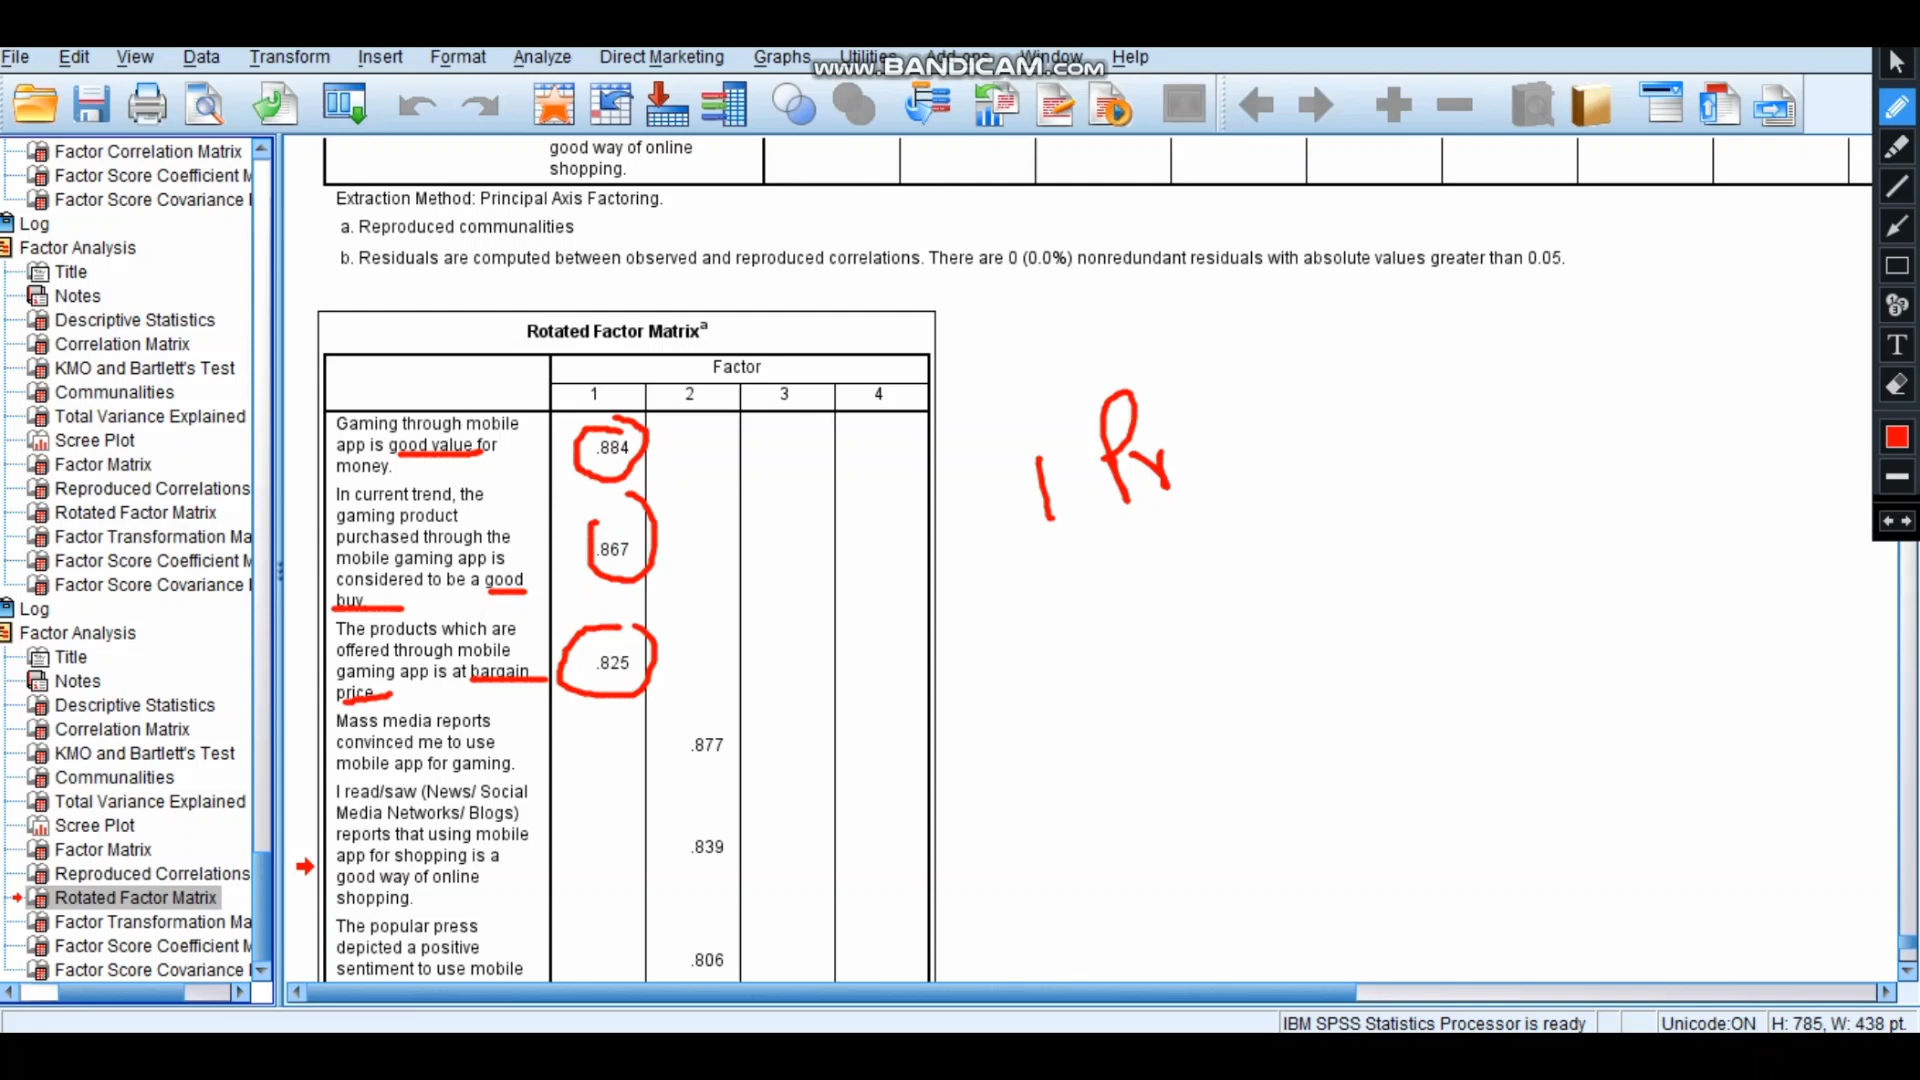 File Edit View Data Transform Insert Format Analyze Direct Marketing Graphs Utilities Add-ons Window Help
www.BANDICAM.com
Factor Correlation Matrix
Factor Score Coefficient M
Factor Score Covariance
Log
Factor Analysis
Title
Notes
Descriptive Statistics
Correlation Matrix
KMO and Bartlett's Test
Communalities
Total Variance Explained
Scree Plot
Factor Matrix
Reproduced Correlations
Rotated Factor Matrix
Factor Transformation Ma
Factor Score Coefficient M
Factor Score Covariance
Log
Factor Analysis
Title
Notes
Descriptive Statistics
Correlation Matrix
KMO and Bartlett's Test
Communalities
Total Variance Explained
Scree Plot
Factor Matrix
Reproduced Correlations
Rotated Factor Matrix
Factor Transformation Ma
Factor Score Coefficient M
Factor Score Covariance
good way of online
shopping.
Extraction Method: Principal Axis Factoring.
a. Reproduced communalities
b. Residuals are computed between observed and reproduced correlations. There are 0 (0.0%) nonredundant residuals with absolute values greater than 0.05.
Rotated Factor Matrixa
Factor
1 2 3 4
Gaming through mobile
app is good value for .884
money.
In current trend, the
gaming product
purchased through the
mobile gaming app is .867
considered to be a good
buy.
The products which are
offered through mobile .825
gaming app is at bargain
price.
Mass media reports
convinced me to use .877
mobile app for gaming.
I read/saw (News/ Social
Media Networks/ Blogs)
reports that using mobile .839
app for shopping is a
good way of online
shopping.
The popular press
depicted a positive .806
sentiment to use mobile
1 Pr
IBM SPSS Statistics Processor is ready Unicode:ON H: 785, W: 438 pt.